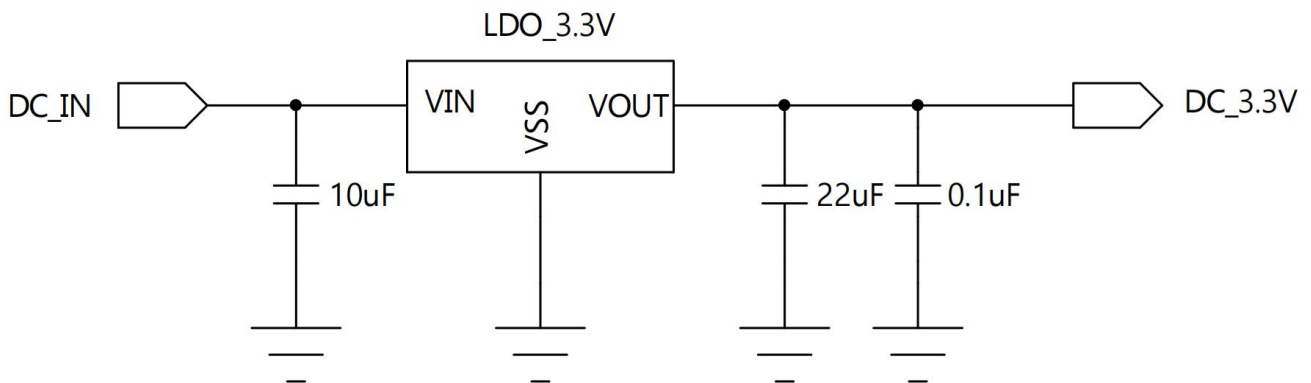 LDO_3.3V
DC_IN
VIN
VSS
VOUT
DC_3.3V
10uF
22uF
0.1uF